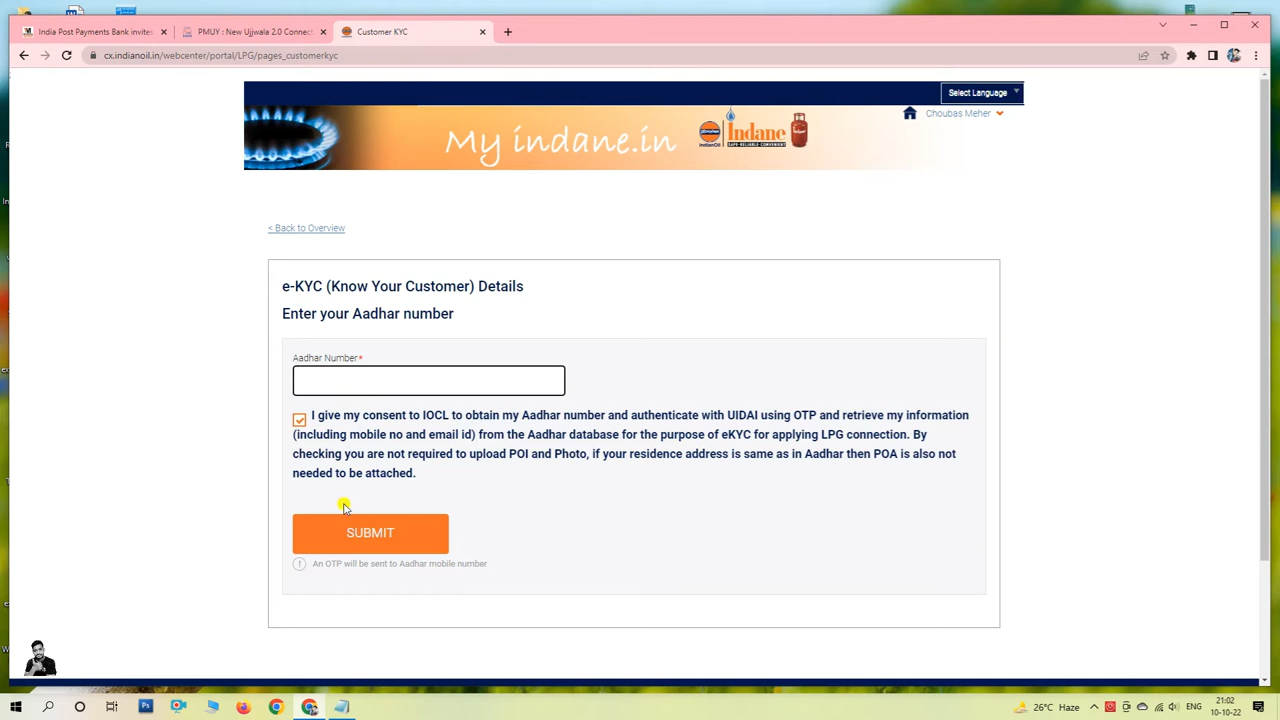 India Post Payments Bank invites
PMUY : New Ujjwala 2.0 Connect
Customer KYC
cx.indianoil.in/webcenter/portal/LPG/pages_customerkyc
Select Language
My indane.in
IndianOil
Indane
SAFE•RELIABLE•CONVENIENT
Choubas Meher
< Back to Overview
e-KYC (Know Your Customer) Details
Enter your Aadhar number
Aadhar Number*
I give my consent to IOCL to obtain my Aadhar number and authenticate with UIDAI using OTP and retrieve my information
(including mobile no and email id) from the Aadhar database for the purpose of eKYC for applying LPG connection. By
checking you are not required to upload POI and Photo, if your residence address is same as in Aadhar then POA is also not
needed to be attached.
SUBMIT
An OTP will be sent to Aadhar mobile number
Ps
26°C Haze
ENG
21:02
10-10-22